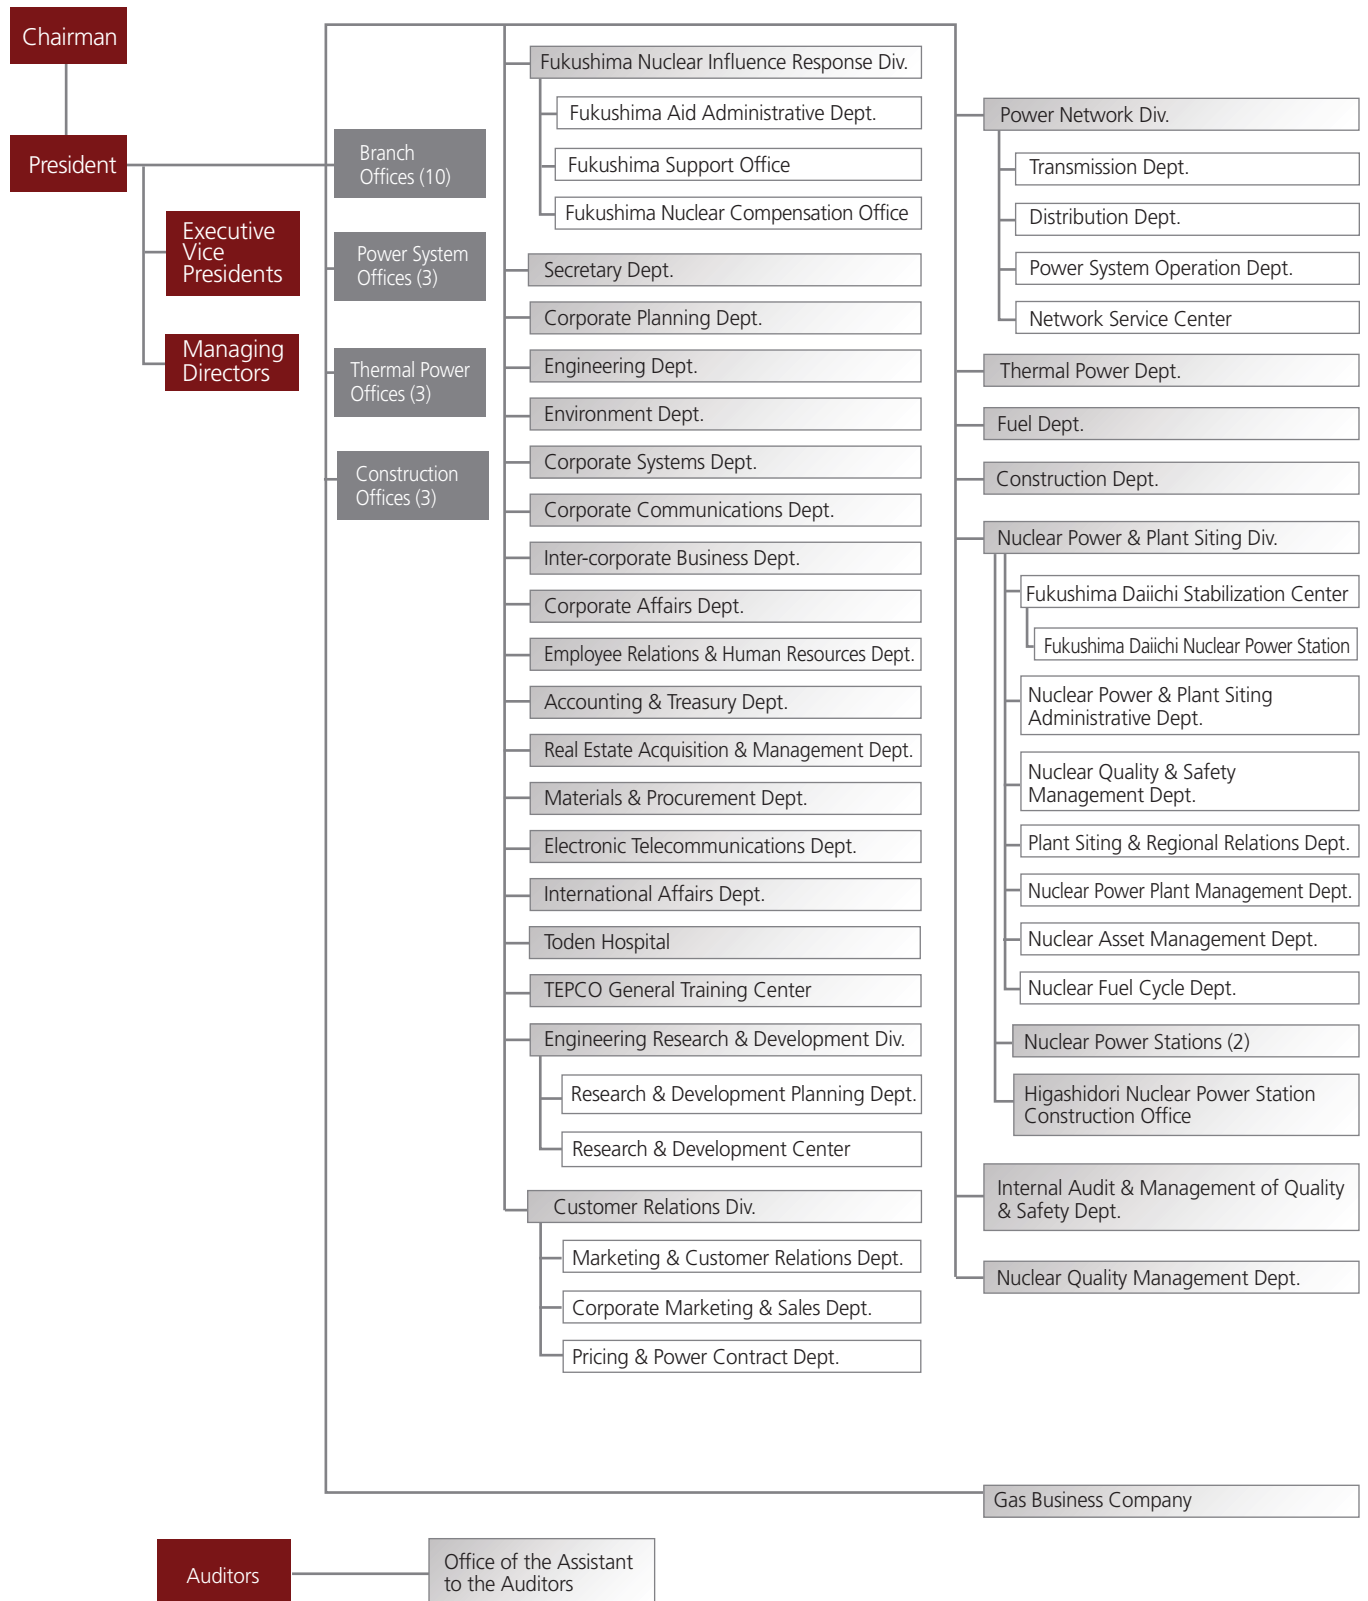 Chairman
President
Executive
Vice
Presidents
Managing
Directors
Branch
Offices (10)
Power System
Offices (3)
Thermal Power
Offices (3)
Construction
Offices (3)
Fukushima Nuclear Influence Response Div.
Fukushima Aid Administrative Dept.
Fukushima Support Office
Fukushima Nuclear Compensation Office
Secretary Dept.
Corporate Planning Dept.
Engineering Dept.
Environment Dept.
Corporate Systems Dept.
Corporate Communications Dept.
Inter-corporate Business Dept.
Corporate Affairs Dept.
Employee Relations & Human Resources Dept.
Accounting & Treasury Dept.
Real Estate Acquisition & Management Dept.
Materials & Procurement Dept.
Electronic Telecommunications Dept.
International Affairs Dept.
Toden Hospital
TEPCO General Training Center
Engineering Research & Development Div.
Research & Development Planning Dept.
Research & Development Center
Customer Relations Div.
Marketing & Customer Relations Dept.
Corporate Marketing & Sales Dept.
Pricing & Power Contract Dept.
Power Network Div.
Transmission Dept.
Distribution Dept.
Power System Operation Dept.
Network Service Center
Thermal Power Dept.
Fuel Dept.
Construction Dept.
Nuclear Power & Plant Siting Div.
Fukushima Daiichi Stabilization Center
Fukushima Daiichi Nuclear Power Station
Nuclear Power & Plant Siting
Administrative Dept.
Nuclear Quality & Safety
Management Dept.
Plant Siting & Regional Relations Dept.
Nuclear Power Plant Management Dept.
Nuclear Asset Management Dept.
Nuclear Fuel Cycle Dept.
Nuclear Power Stations (2)
Higashidori Nuclear Power Station
Construction Office
Internal Audit & Management of Quality
& Safety Dept.
Nuclear Quality Management Dept.
Gas Business Company
Auditors
Office of the Assistant
to the Auditors